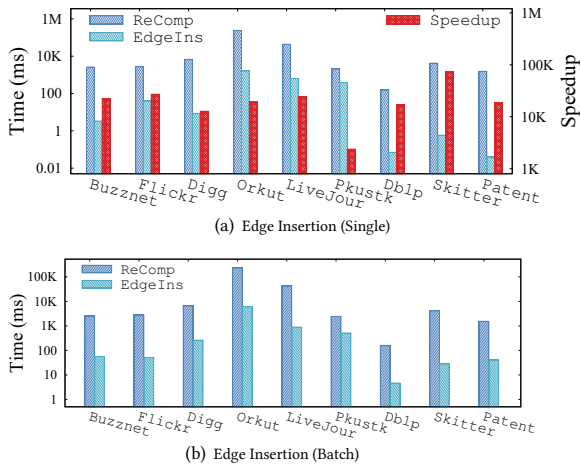 1M
10K
100
1
0.01
Time (ms)
ReComp
EdgeIns
Speedup
1M
100K
10K
1K
Speedup
Buzznet
Flickr
Digg
Orkut
LiveJour
Pkustk
Dblp
Skitter
Patent
(a) Edge Insertion (Single)
100K
10K
1K
100
10
1
Time (ms)
ReComp
EdgeIns
Buzznet
Flickr
Digg
Orkut
LiveJour
Pkustk
Dblp
Skitter
Patent
(b) Edge Insertion (Batch)